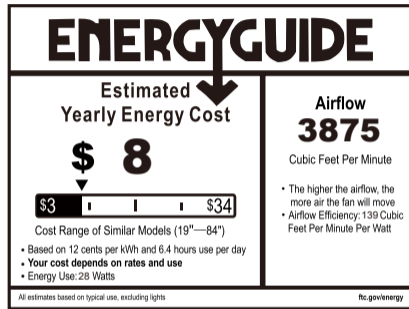 ENERGYGUIDE
Estimated
Yearly Energy Cost
$ 8
$3 $34
Cost Range of Similar Models (19"—84")
• Based on 12 cents per kWh and 6.4 hours use per day
• Your cost depends on rates and use
• Energy Use: 28 Watts
Airflow
3875
Cubic Feet Per Minute
• The higher the airflow, the
more air the fan will move
• Airflow Efficiency: 139 Cubic
Feet Per Minute Per Watt
All estimates based on typical use, excluding lights
ftc.gov/energy